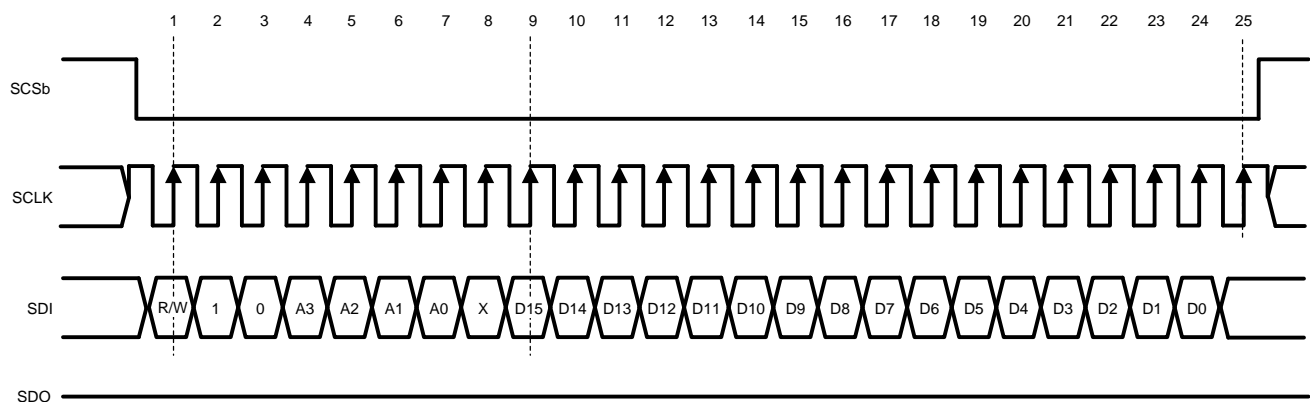 1 2 3 4 5 6 7 8 9 10 11 12 13 14 15 16 17 18 19 20 21 22 23 24 25
SCSb
SCLK
SDI R/W 1 0 A3 A2 A1 A0 X D15 D14 D13 D12 D11 D10 D9 D8 D7 D6 D5 D4 D3 D2 D1 D0
SDO